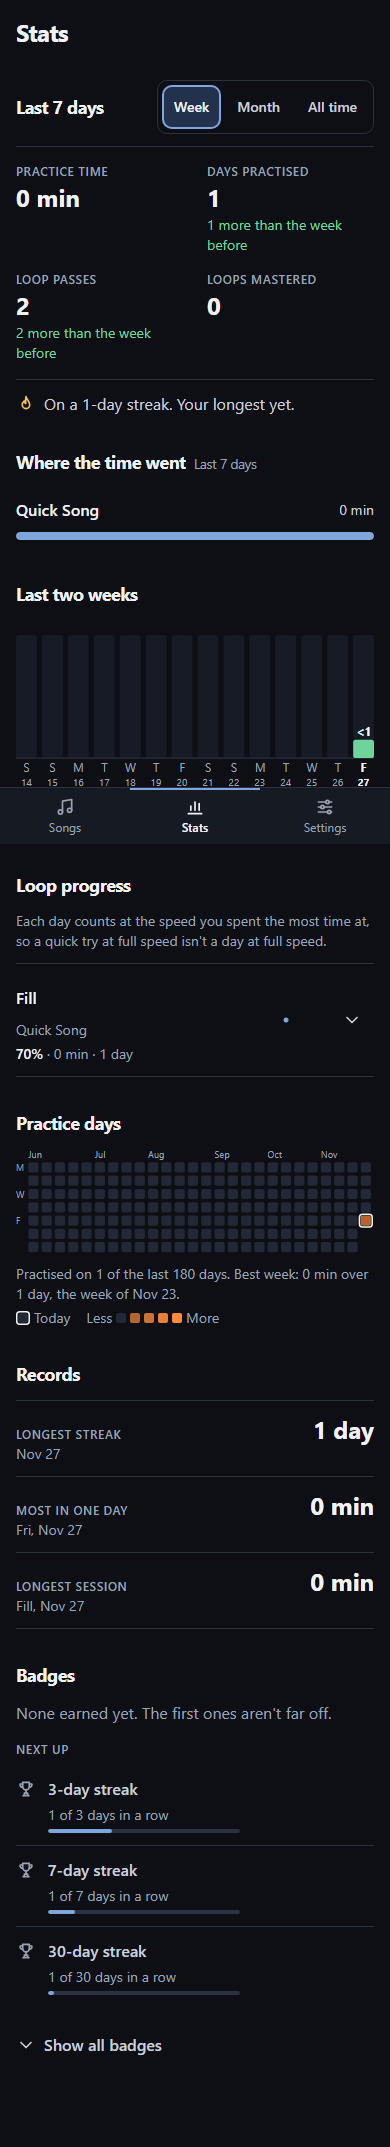 Stats
Last 7 days
Week Month All time
PRACTICE TIME
0 min
DAYS PRACTISED
1
1 more than the week
before
LOOP PASSES
2
2 more than the week
before
LOOPS MASTERED
0
On a 1-day streak. Your longest yet.
Where the time went Last 7 days
Quick Song 0 min
Last two weeks
<1
S S M T W T F S S M T W T F
14 15 16 17 18 19 20 21 22 23 24 25 26 27
Songs Stats Settings
Loop progress
Each day counts at the speed you spent the most time at,
so a quick try at full speed isn't a day at full speed.
Fill
Quick Song
70% · 0 min · 1 day
Practice days
Jun Jul Aug Sep Oct Nov
M
W
F
Practised on 1 of the last 180 days. Best week: 0 min over
1 day, the week of Nov 23.
Today Less More
Records
LONGEST STREAK
Nov 27
1 day
MOST IN ONE DAY
Fri, Nov 27
0 min
LONGEST SESSION
Fill, Nov 27
0 min
Badges
None earned yet. The first ones aren't far off.
NEXT UP
3-day streak
1 of 3 days in a row
7-day streak
1 of 7 days in a row
30-day streak
1 of 30 days in a row
Show all badges